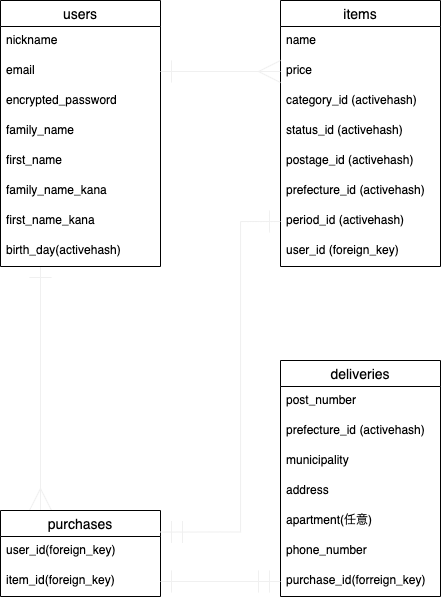 users
nickname
email
encrypted_password
family_name
first_name
family_name_kana
first_name_kana
birth_day(activehash)
items
name
price
category_id (activehash)
status_id (activehash)
postage_id (activehash)
prefecture_id (activehash)
period_id (activehash)
user_id (foreign_key)
purchases
user_id(foreign_key)
item_id(foreign_key)
deliveries
post_number
prefecture_id (activehash)
municipality
address
apartment(任意)
phone_number
purchase_id(forreign_key)